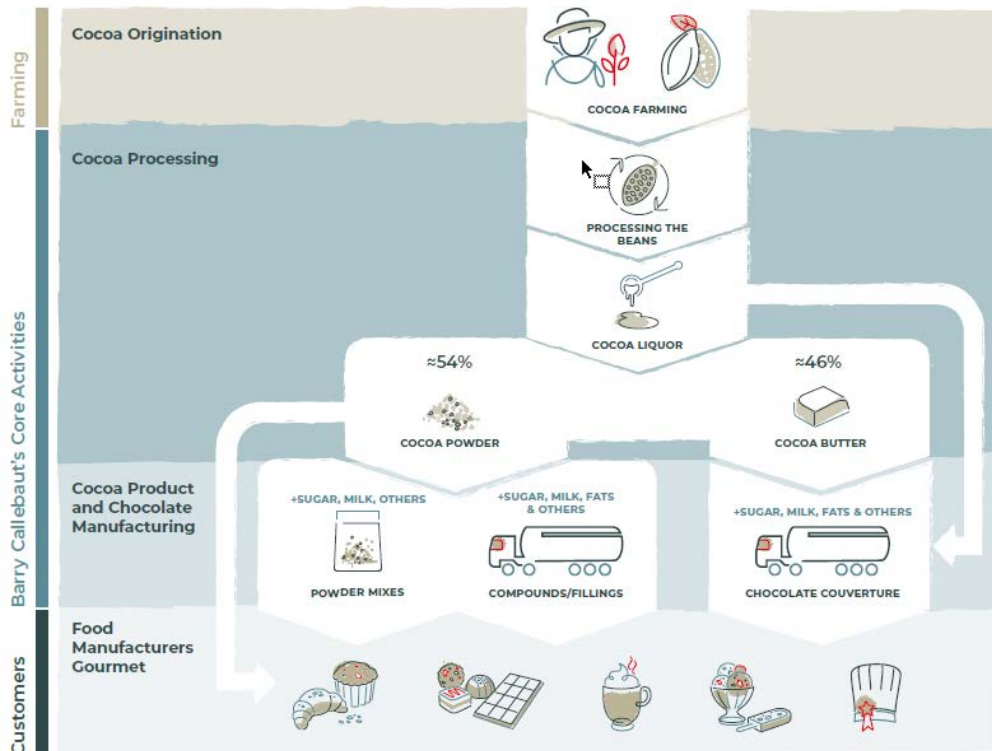 Farming
Cocoa Origination
COCOA FARMING
Barry Callebaut's Core Activities
Cocoa Processing
PROCESSING THE
BEANS
COCOA LIQUOR
≈54%
≈46%
COCOA POWDER
COCOA BUTTER
Cocoa Product
and Chocolate
Manufacturing
+SUGAR, MILK, OTHERS
+SUGAR, MILK, FATS
& OTHERS
+SUGAR, MILK, FATS & OTHERS
POWDER MIXES
COMPOUNDS/FILLINGS
CHOCOLATE COUVERTURE
Customers
Food
Manufacturers
Gourmet